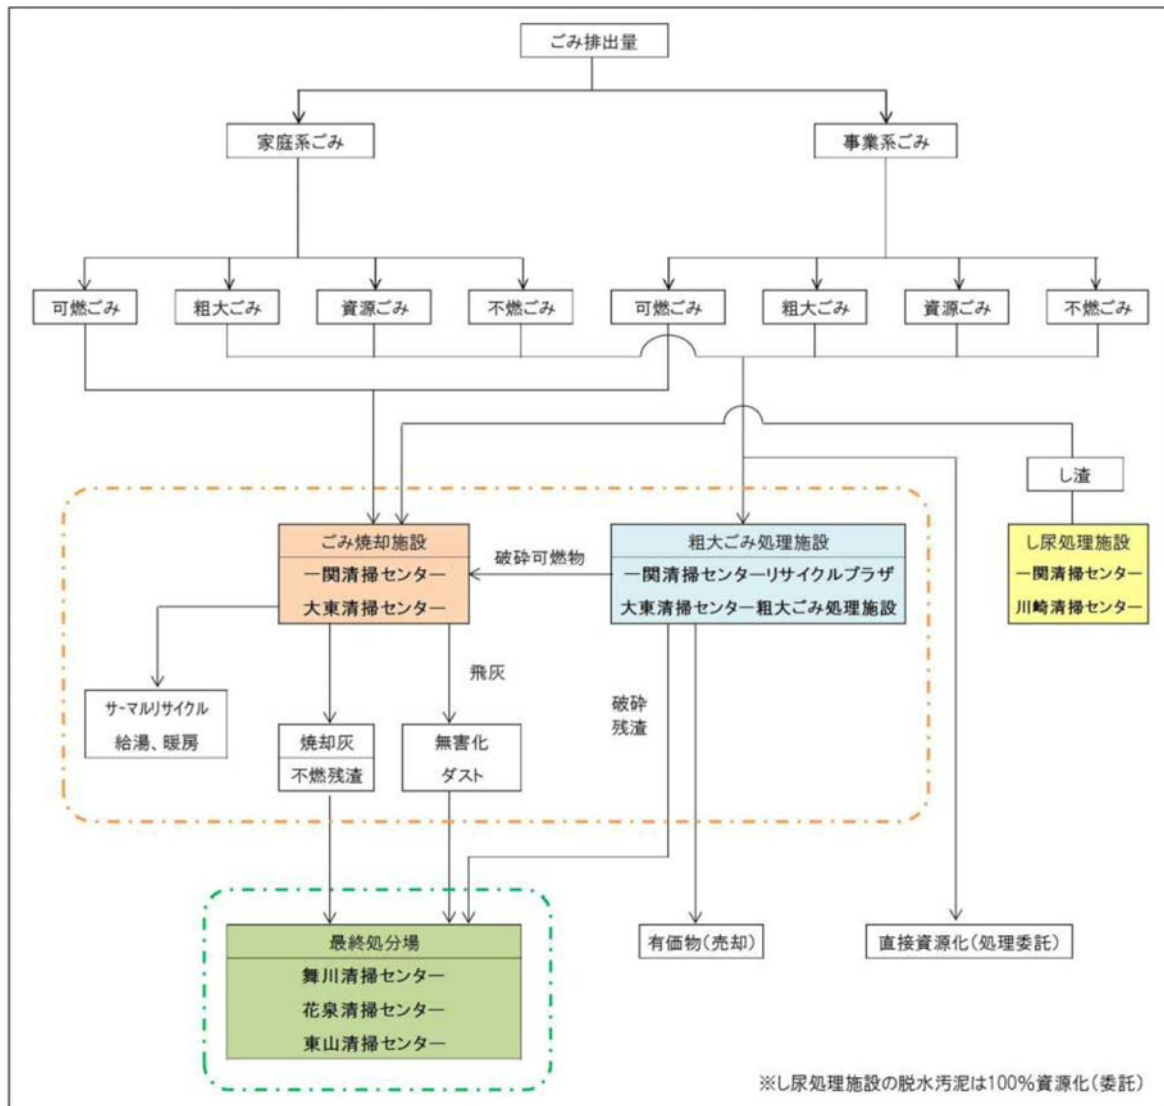 ごみ排出量
家庭系ごみ
事業系ごみ
可燃ごみ
粗大ごみ
資源ごみ
不燃ごみ
可燃ごみ
粗大ごみ
資源ごみ
不燃ごみ
し渣
ごみ焼却施設
一関清掃センター
大東清掃センター
破砕可燃物
粗大ごみ処理施設
一関清掃センターリサイクルプラザ
大東清掃センター粗大ごみ処理施設
し尿処理施設
一関清掃センター
川崎清掃センター
サーマルリサイクル
給湯、暖房
焼却灰
不燃残渣
飛灰
無害化
ダスト
破砕
残渣
最終処分場
舞川清掃センター
花泉清掃センター
東山清掃センター
有価物(売却)
直接資源化(処理委託)
※し尿処理施設の脱水汚泥は100%資源化(委託)